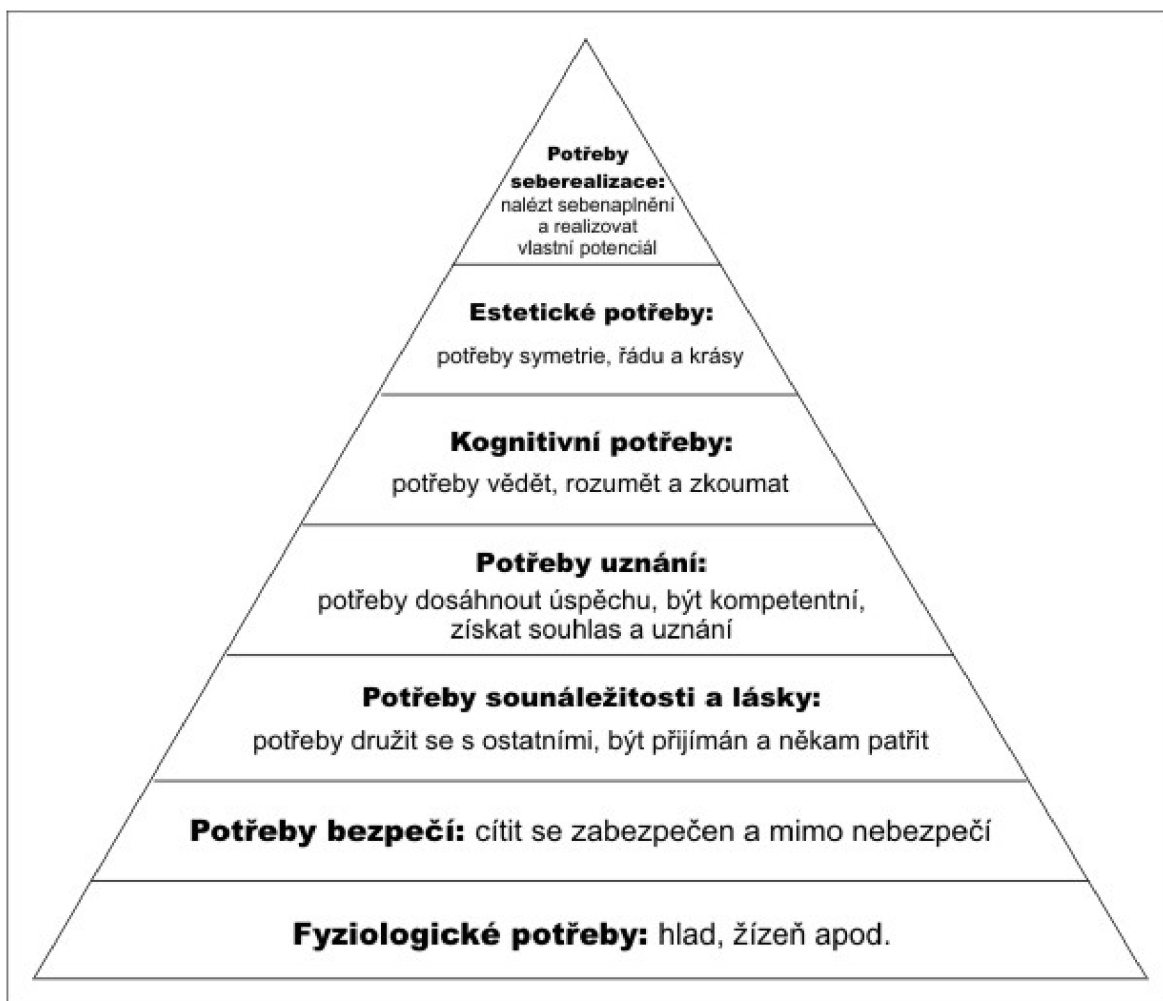 Potřeby
seberealizace:
nalézt sebenaplnění
a realizovat
vlastní potenciál
Estetické potřeby:
potřeby symetrie, řádu a krásy
Kognitivní potřeby:
potřeby vědět, rozumět a zkoumat
Potřeby uznání:
potřeby dosáhnout úspěchu, být kompetentní,
získat souhlas a uznání
Potřeby sounáležitosti a lásky:
potřeby družit se s ostatními, být přijímán a někam patřit
Potřeby bezpečí: cítit se zabezpečen a mimo nebezpečí
Fyziologické potřeby: hlad, žízeň apod.